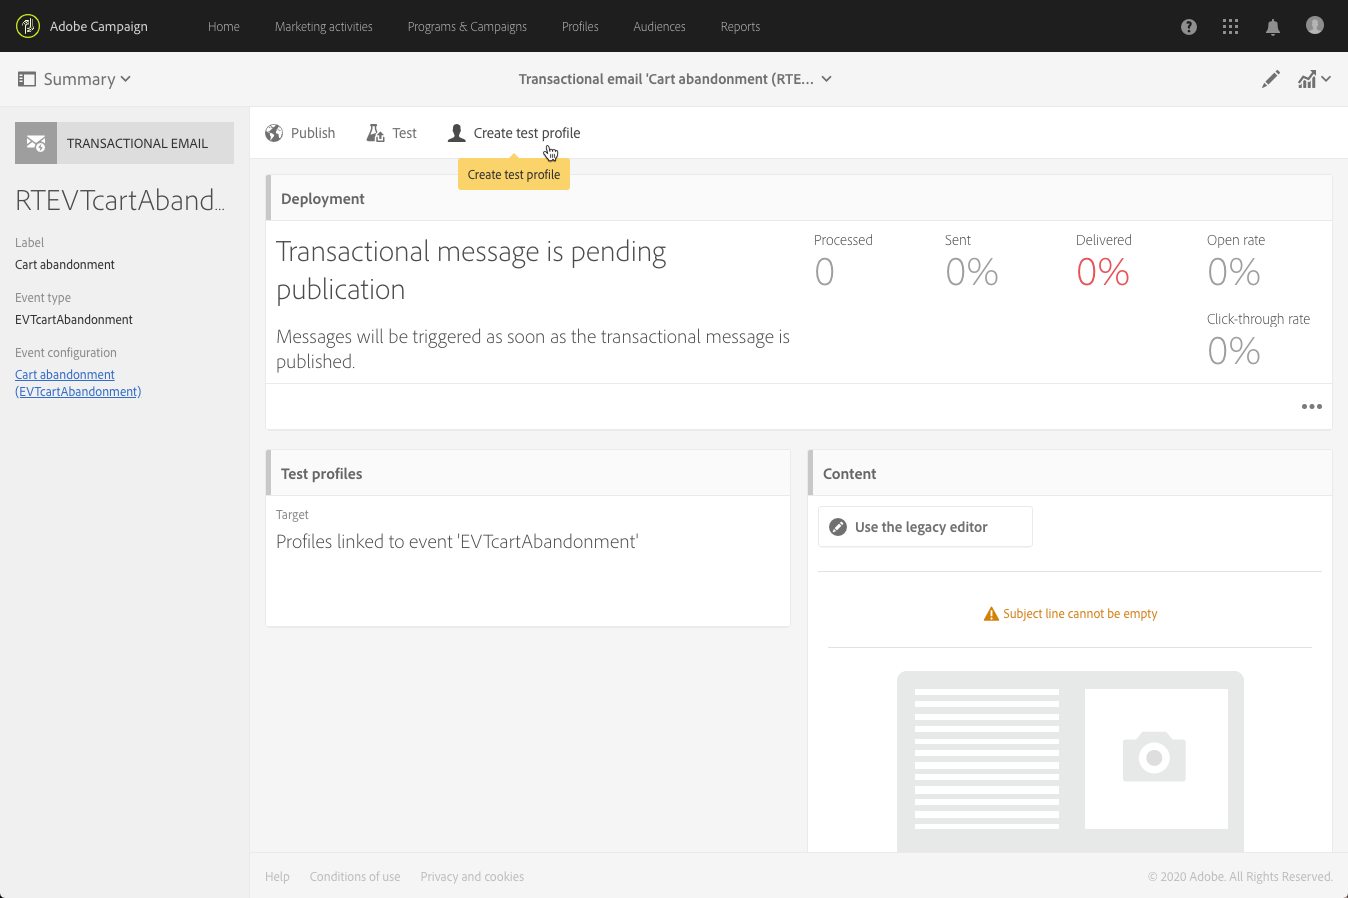 Adobe Campaign
Home
Marketing activities
Programs & Campaigns
Profiles
Audiences
Reports
Summary
Transactional email 'Cart abandonment (RTE...
TRANSACTIONAL EMAIL
RTEVTcartAband...
Label
Cart abandonment
Event type
EVTcartAbandonment
Event configuration
Cart abandonment
(EVTcartAbandonment)
Publish
Test
Create test profile
Create test profile
Deployment
Transactional message is pending
publication
Messages will be triggered as soon as the transactional message is
published.
Processed
0
Sent
0%
Delivered
0%
Open rate
0%
Click-through rate
0%
Test profiles
Target
Profiles linked to event 'EVTcartAbandonment'
Content
Use the legacy editor
Subject line cannot be empty
Help
Conditions of use
Privacy and cookies
© 2020 Adobe. All Rights Reserved.